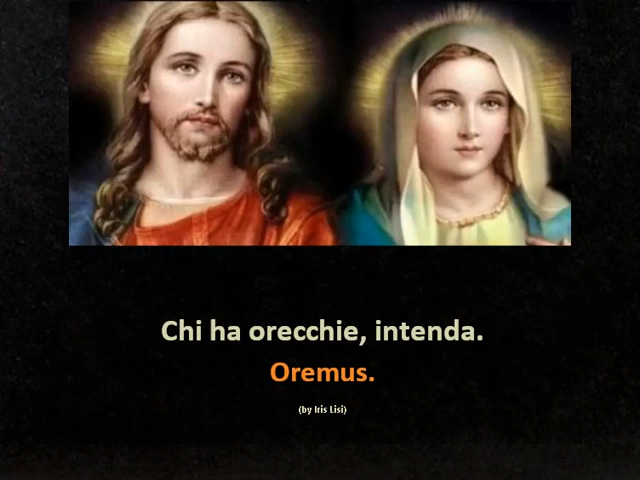 Chi ha orecchie, intenda.
Oremus.
(by Iris Lisi)